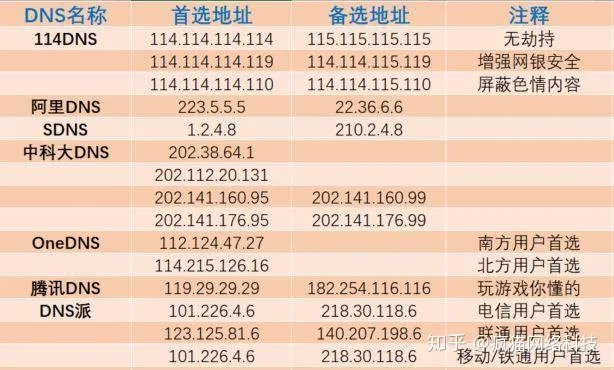 DNS名称 首选地址 备选地址 注释
114DNS 114.114.114.114 115.115.115.115 无劫持
114.114.114.119 114.114.115.119 增强网银安全
114.114.114.110 114.114.115.110 屏蔽色情内容
阿里DNS 223.5.5.5 22.36.6.6
SDNS 1.2.4.8 210.2.4.8
中科大DNS 202.38.64.1
202.112.20.131
202.141.160.95 202.141.160.99
202.141.176.95 202.141.176.99
OneDNS 112.124.47.27 南方用户首选
114.215.126.16 北方用户首选
腾讯DNS 119.29.29.29 182.254.116.116 玩游戏你懂的
DNS派 101.226.4.6 218.30.118.6 电信用户首选
123.125.81.6 140.207.198.6 联通用户首选
101.226.4.6 218.30.118.6 移动/铁通用户首选
知乎 @疯猫网络科技